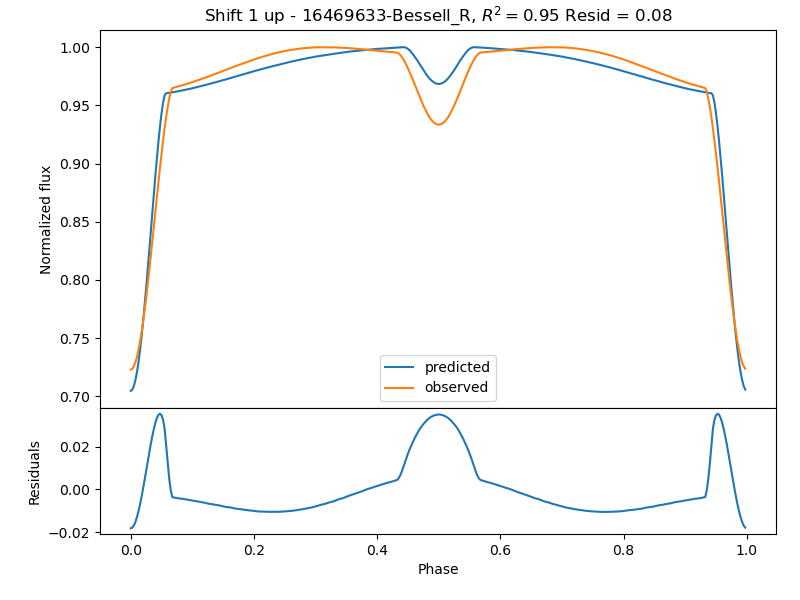 Shift 1 up - 16469633-Bessell_R, R² = 0.95 Resid = 0.08
1.00
0.95
0.90
0.85
0.80
0.75
0.70
Normalized flux
predicted
observed
0.02
0.00
−0.02
Residuals
0.0 0.2 0.4 0.6 0.8 1.0
Phase